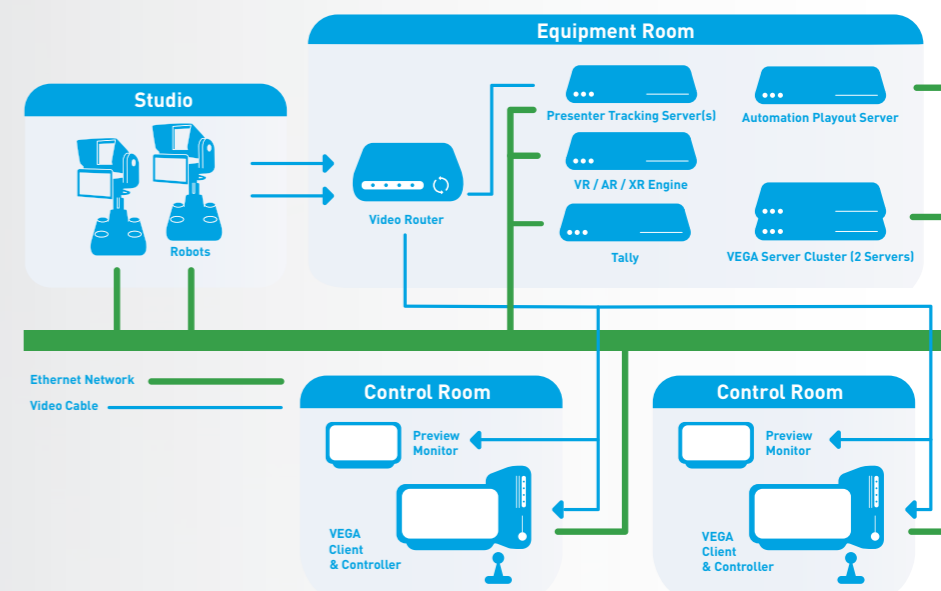 Equipment Room
Studio
Presenter Tracking Server(s)
Automation Playout Server
VR / AR / XR Engine
Video Router
Robots
Tally
VEGA Server Cluster (2 Servers)
Ethernet Network
Video Cable
Control Room
Preview
Monitor
VEGA
Client
& Controller
Control Room
Preview
Monitor
VEGA
Client
& Controller